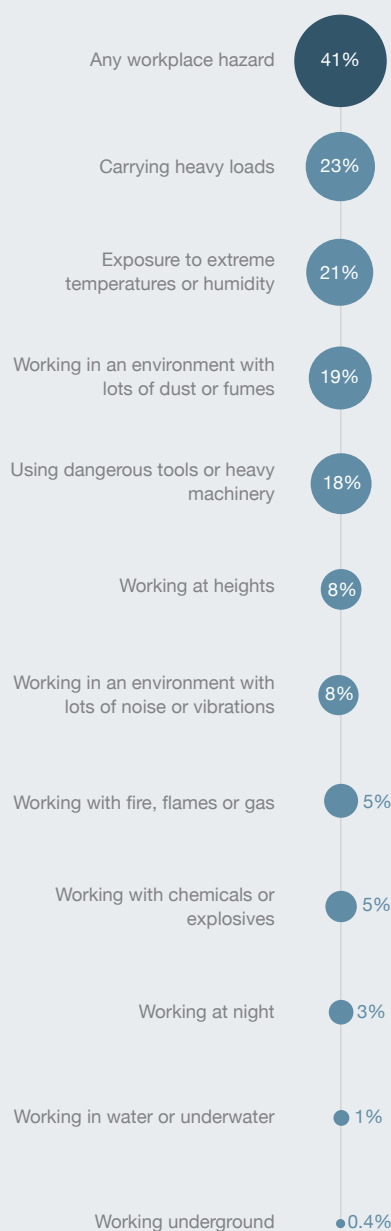 Any workplace hazard 41%
Carrying heavy loads 23%
Exposure to extreme
temperatures or humidity 21%
Working in an environment with
lots of dust or fumes 19%
Using dangerous tools or heavy
machinery 18%
Working at heights 8%
Working in an environment with
lots of noise or vibrations 8%
Working with fire, flames or gas 5%
Working with chemicals or
explosives 5%
Working at night 3%
Working in water or underwater 1%
Working underground 0.4%